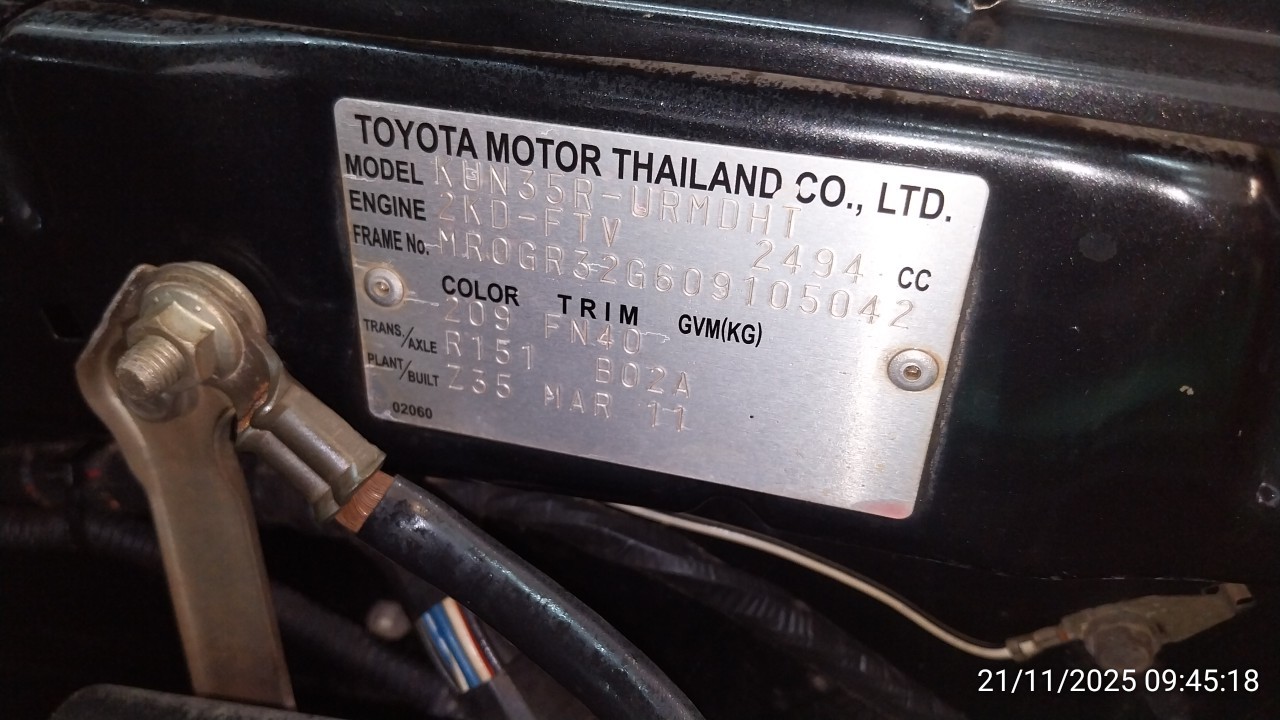 TOYOTA MOTOR THAILAND CO., LTD.
MODEL KUN35R-URMDHT
ENGINE 2KD-FTV 2494 CC
FRAME No. MR0GR32G609105042
COLOR TRIM GVM(KG)
209 FN40
TRANS./AXLE R151 B02A
PLANT/BUILT Z35 MAR 11
02060
21/11/2025 09:45:18